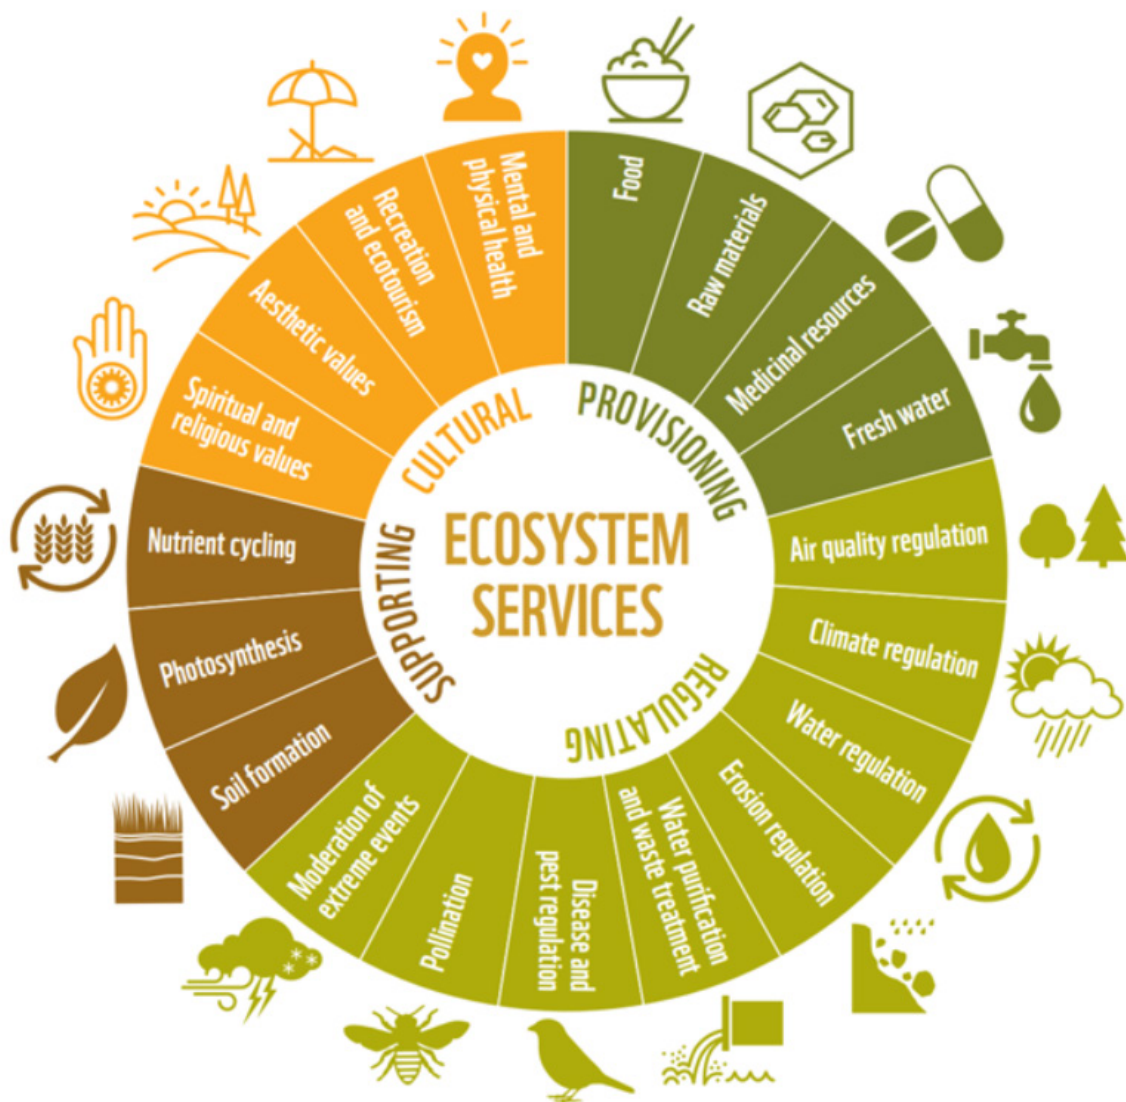 ECOSYSTEM
SERVICES
PROVISIONING
Food
Raw materials
Medicinal resources
Fresh water
REGULATING
Air quality regulation
Climate regulation
Water regulation
Erosion regulation
Water purification
and waste treatment
Disease and
pest regulation
Pollination
Moderation of
extreme events
SUPPORTING
Soil formation
Photosynthesis
Nutrient cycling
CULTURAL
Spiritual and
religious values
Aesthetic values
Recreation
and ecotourism
Mental and
physical health